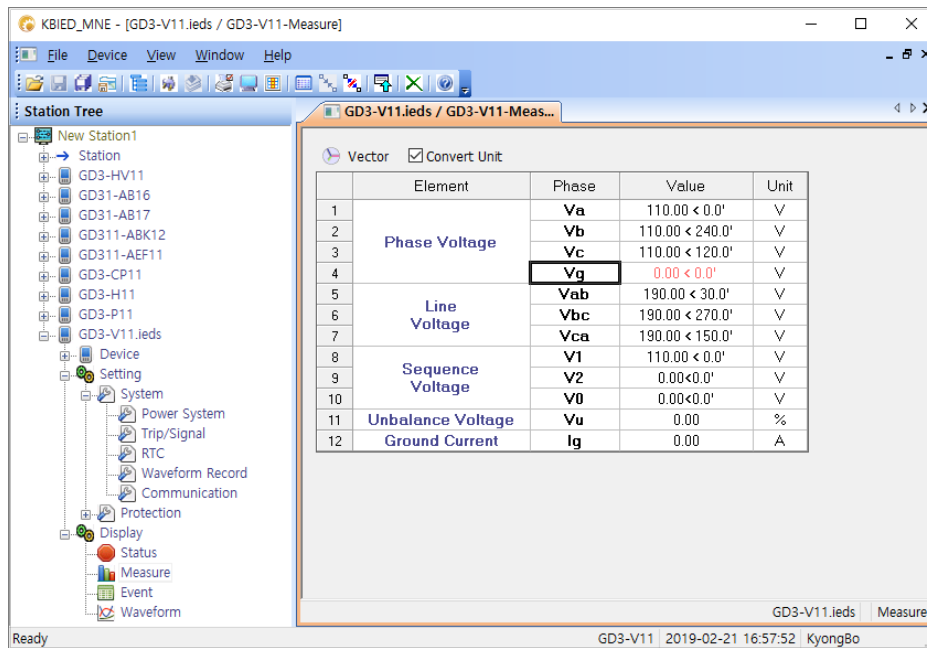 KBIED_MNE - [GD3-V11.ieds / GD3-V11-Measure]
File Device View Window Help
Station Tree
New Station1
Station
GD3-HV11
GD31-AB16
GD31-AB17
GD311-ABK12
GD311-AEF11
GD3-CP11
GD3-H11
GD3-P11
GD3-V11.ieds
Device
Setting
System
Power System
Trip/Signal
RTC
Waveform Record
Communication
Protection
Display
Status
Measure
Event
Waveform
GD3-V11.ieds / GD3-V11-Meas...
Vector Convert Unit
Element Phase Value Unit
1 Phase Voltage Va 110.00 < 0.0' V
2 Vb 110.00 < 240.0' V
3 Vc 110.00 < 120.0' V
4 Vg 0.00 < 0.0' V
5 Line Voltage Vab 190.00 < 30.0' V
6 Vbc 190.00 < 270.0' V
7 Vca 190.00 < 150.0' V
8 Sequence Voltage V1 110.00 < 0.0' V
9 V2 0.00<0.0' V
10 V0 0.00<0.0' V
11 Unbalance Voltage Vu 0.00 %
12 Ground Current Ig 0.00 A
GD3-V11.ieds Measure
Ready GD3-V11 2019-02-21 16:57:52 KyongBo